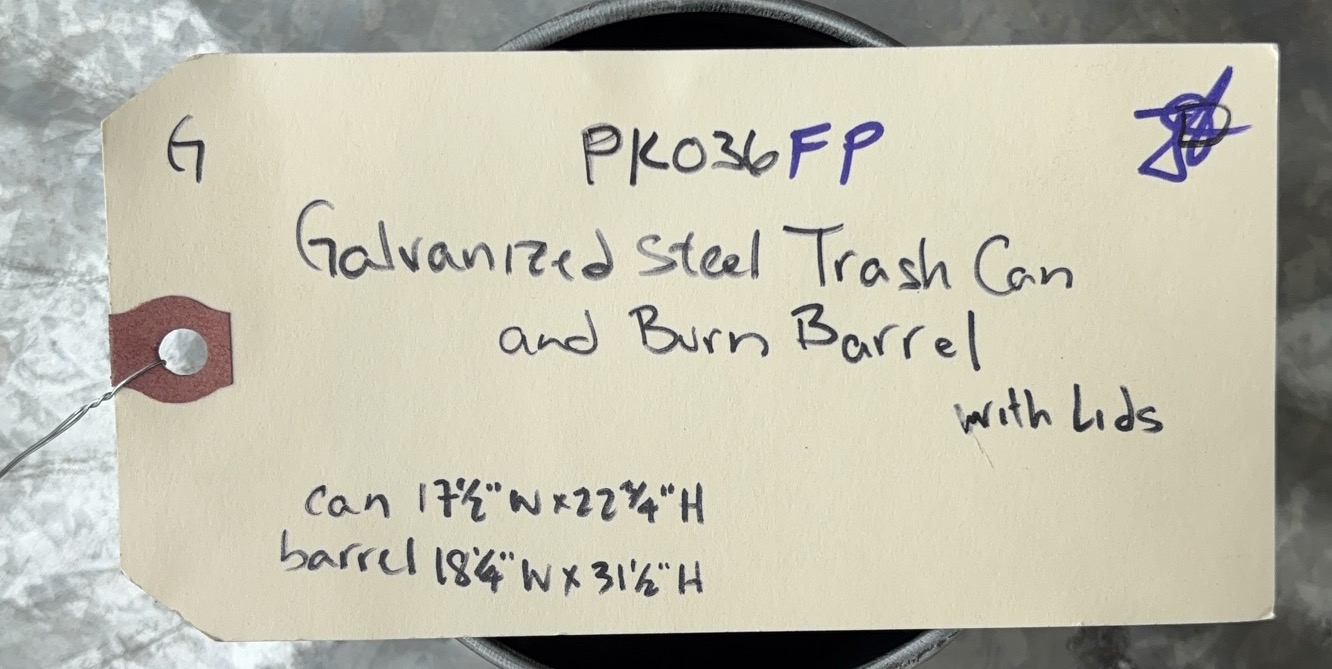 G
PK036FP
Galvanized Steel Trash Can
and Burn Barrel
with Lids
can 17½" W x 22¾" H
barrel 18¼" W x 31½" H